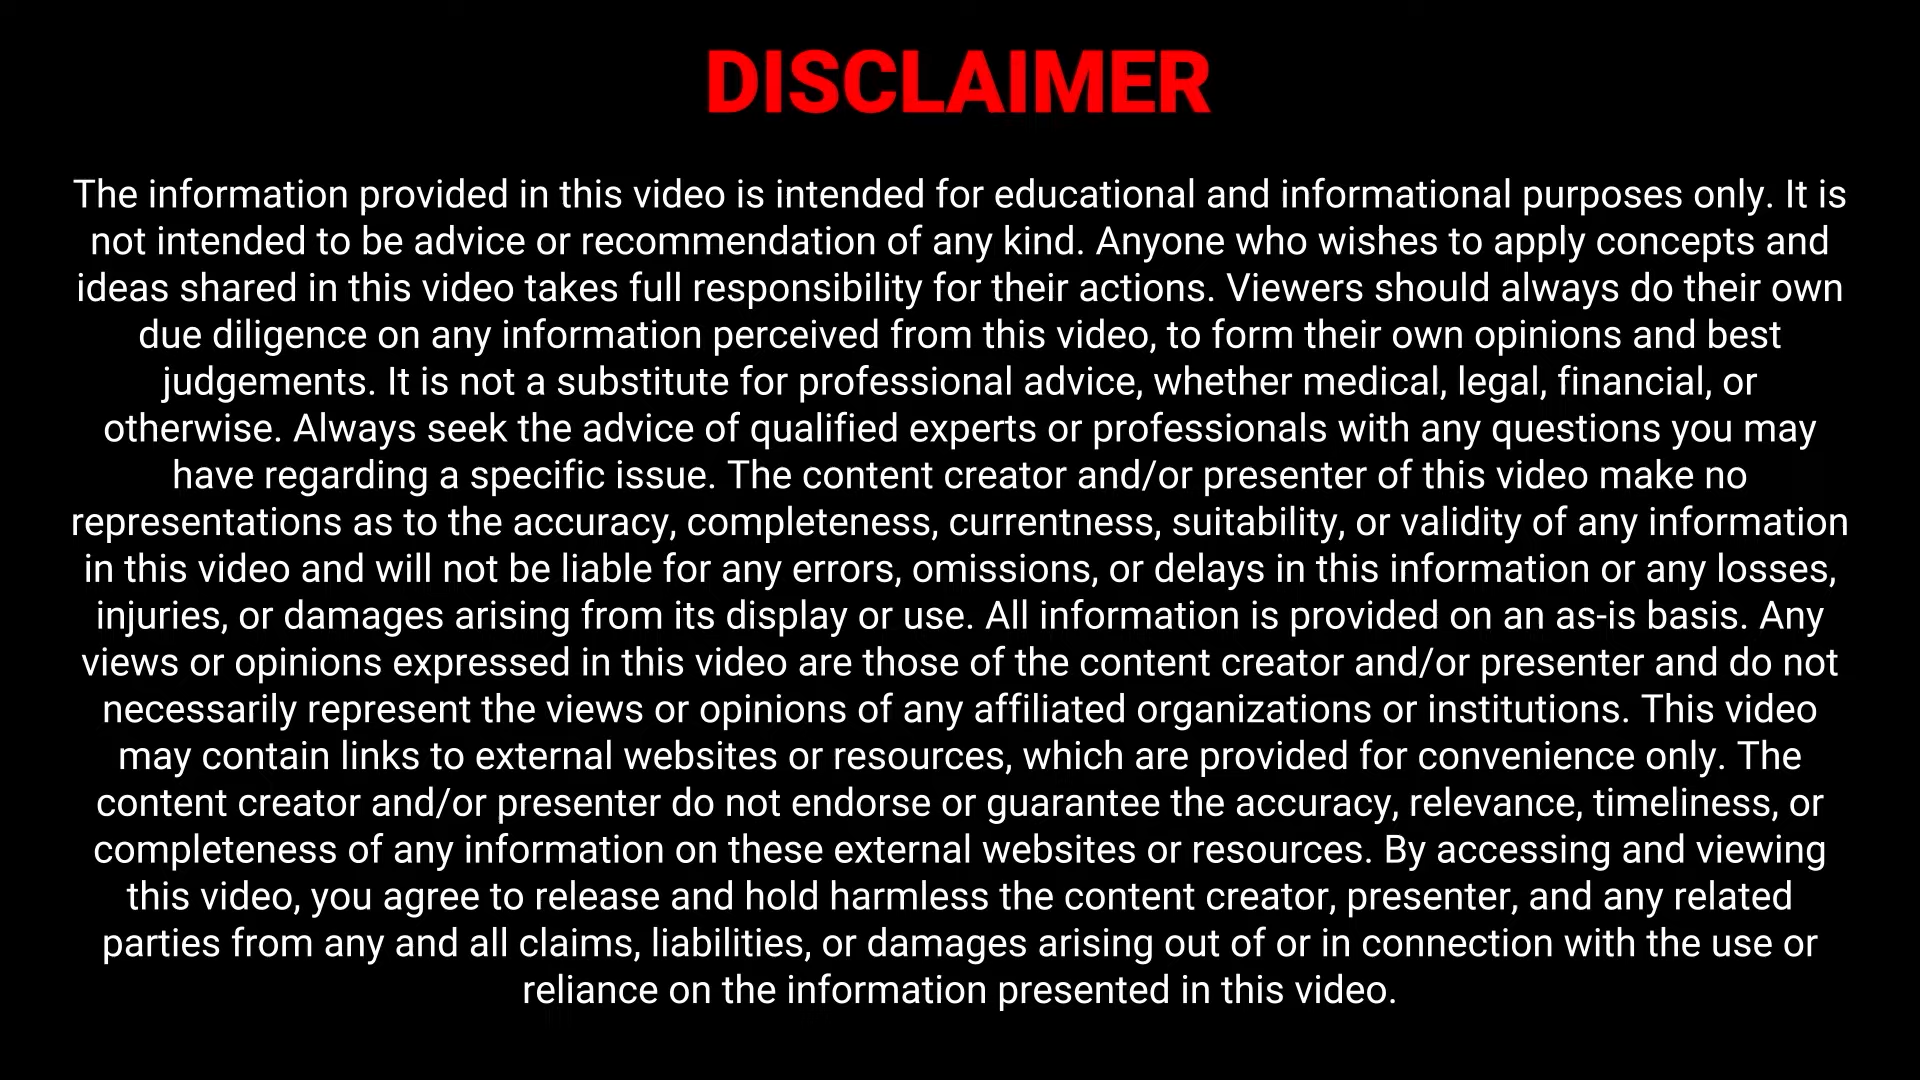 DISCLAIMER
The information provided in this video is intended for educational and informational purposes only. It is
not intended to be advice or recommendation of any kind. Anyone who wishes to apply concepts and
ideas shared in this video takes full responsibility for their actions. Viewers should always do their own
due diligence on any information perceived from this video, to form their own opinions and best
judgements. It is not a substitute for professional advice, whether medical, legal, financial, or
otherwise. Always seek the advice of qualified experts or professionals with any questions you may
have regarding a specific issue. The content creator and/or presenter of this video make no
representations as to the accuracy, completeness, currentness, suitability, or validity of any information
in this video and will not be liable for any errors, omissions, or delays in this information or any losses,
injuries, or damages arising from its display or use. All information is provided on an as-is basis. Any
views or opinions expressed in this video are those of the content creator and/or presenter and do not
necessarily represent the views or opinions of any affiliated organizations or institutions. This video
may contain links to external websites or resources, which are provided for convenience only. The
content creator and/or presenter do not endorse or guarantee the accuracy, relevance, timeliness, or
completeness of any information on these external websites or resources. By accessing and viewing
this video, you agree to release and hold harmless the content creator, presenter, and any related
parties from any and all claims, liabilities, or damages arising out of or in connection with the use or
reliance on the information presented in this video.